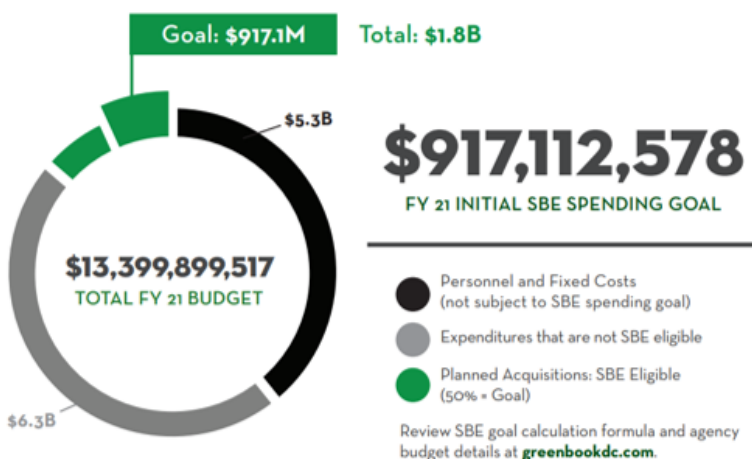 Goal: $917.1M
Total: $1.8B
$5.3B
$13,399,899,517
TOTAL FY 21 BUDGET
$6.3B
$917,112,578
FY 21 INITIAL SBE SPENDING GOAL
Personnel and Fixed Costs
(not subject to SBE spending goal)
Expenditures that are not SBE eligible
Planned Acquisitions: SBE Eligible
(50% = Goal)
Review SBE goal calculation formula and agency
budget details at greenbookdc.com.